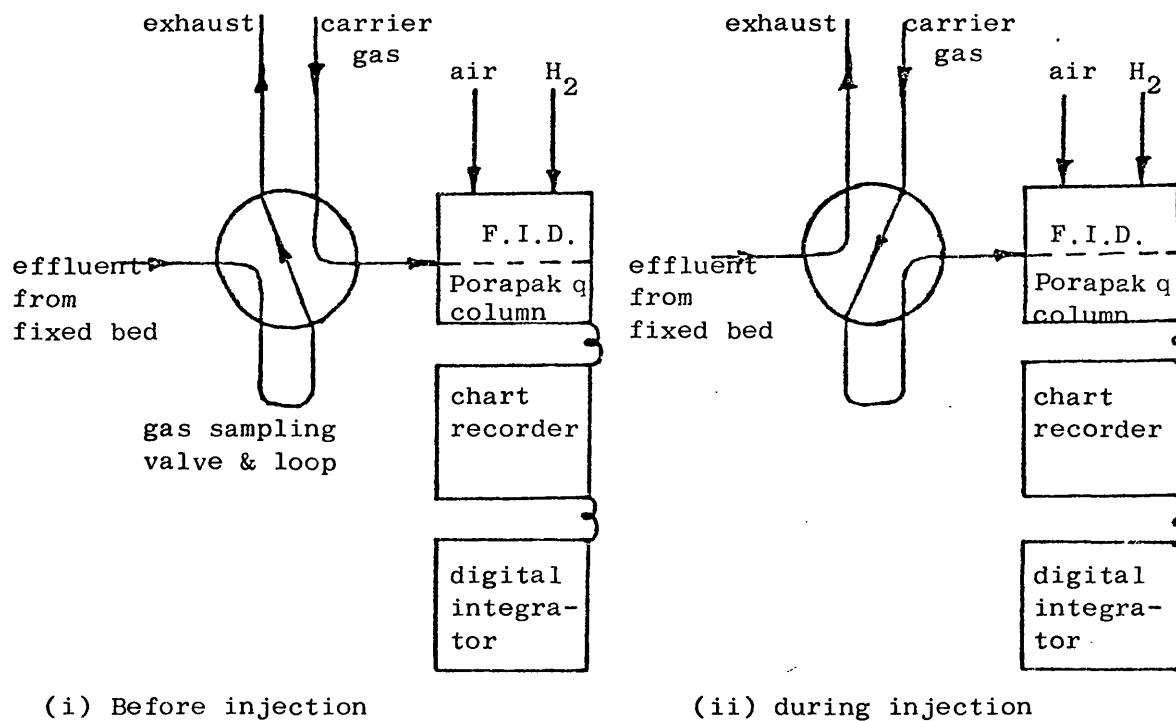 exhaust
carrier
gas
air
H2
F.I.D.
Porapak q
column
effluent
from
fixed bed
gas sampling
valve & loop
chart
recorder
digital
integra-
tor
(i) Before injection
exhaust
carrier
gas
air
H2
F.I.D.
Porapak q
column
effluent
from
fixed bed
chart
recorder
digital
integra-
tor
(ii) during injection